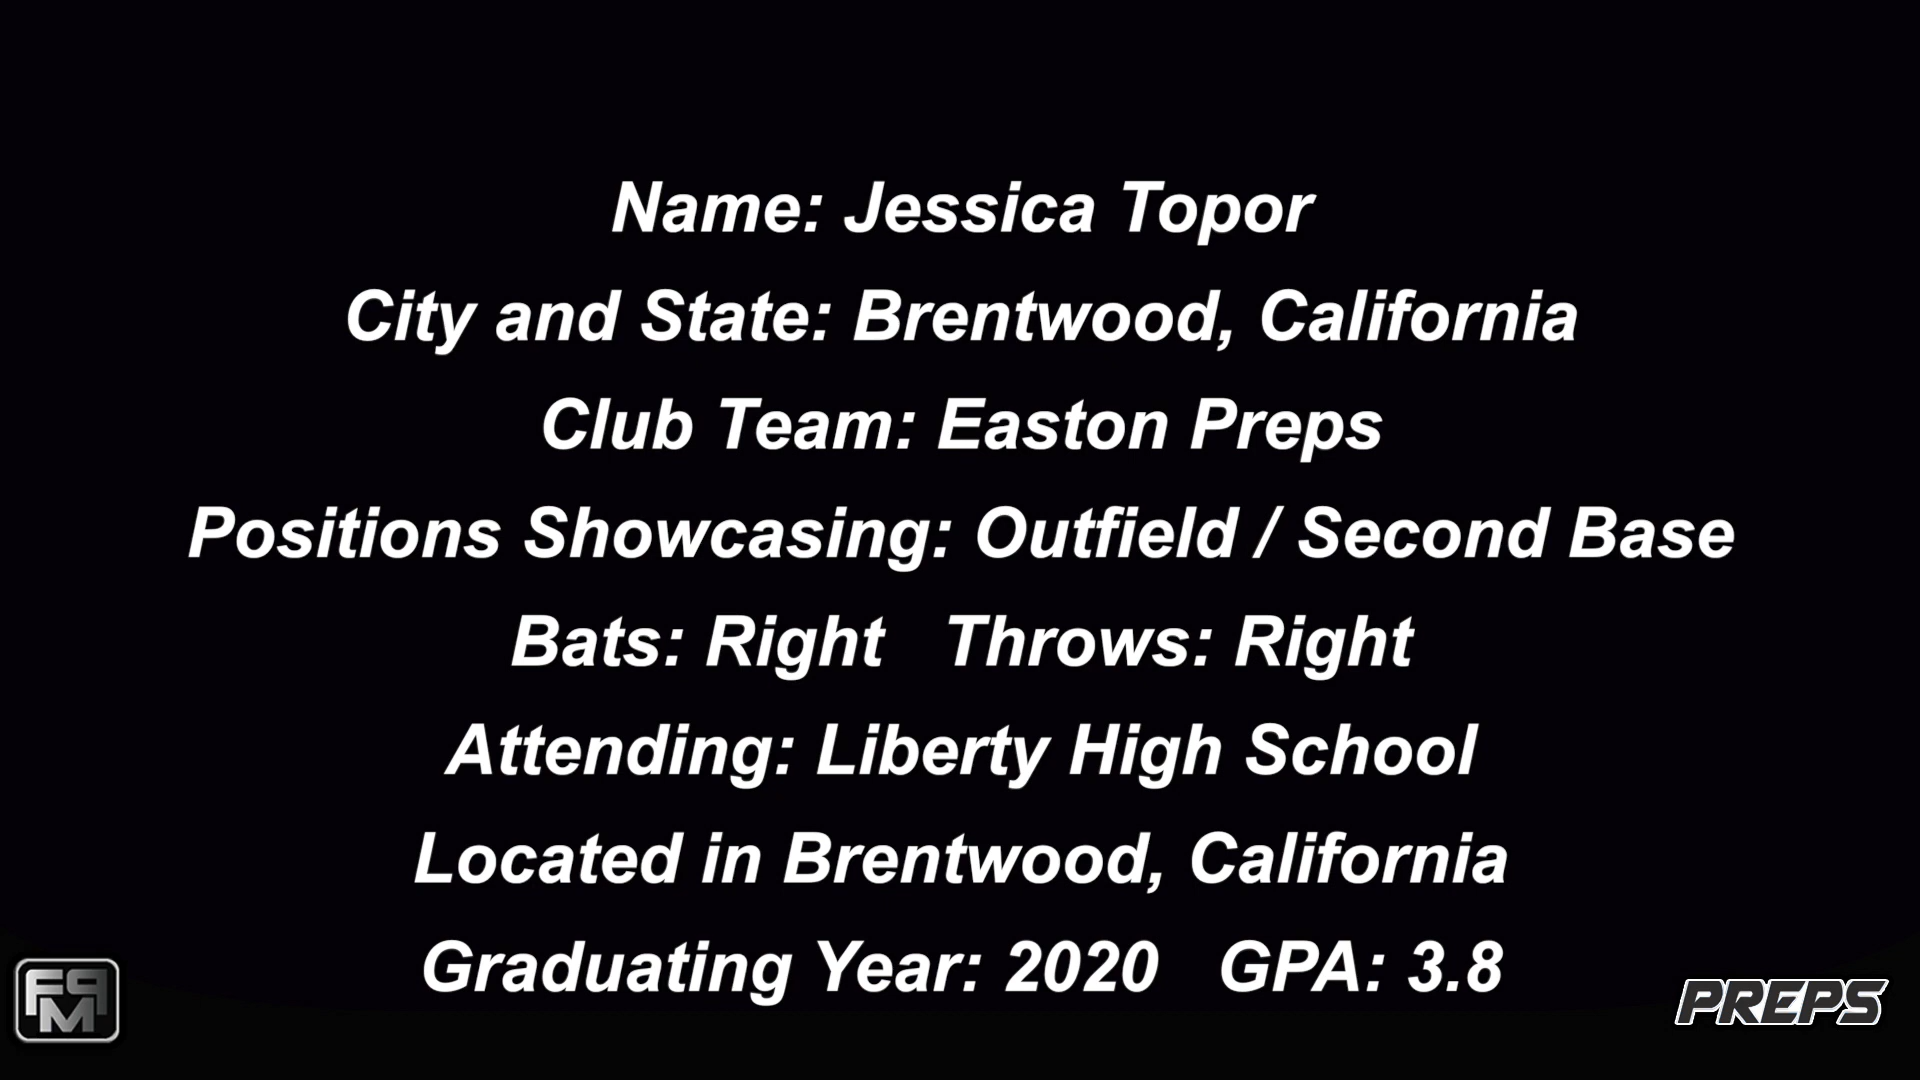 Name: Jessica Topor
City and State: Brentwood, California
Club Team: Easton Preps
Positions Showcasing: Outfield / Second Base
Bats: Right   Throws: Right
Attending: Liberty High School
Located in Brentwood, California
Graduating Year: 2020   GPA: 3.8
FPM
PREPS